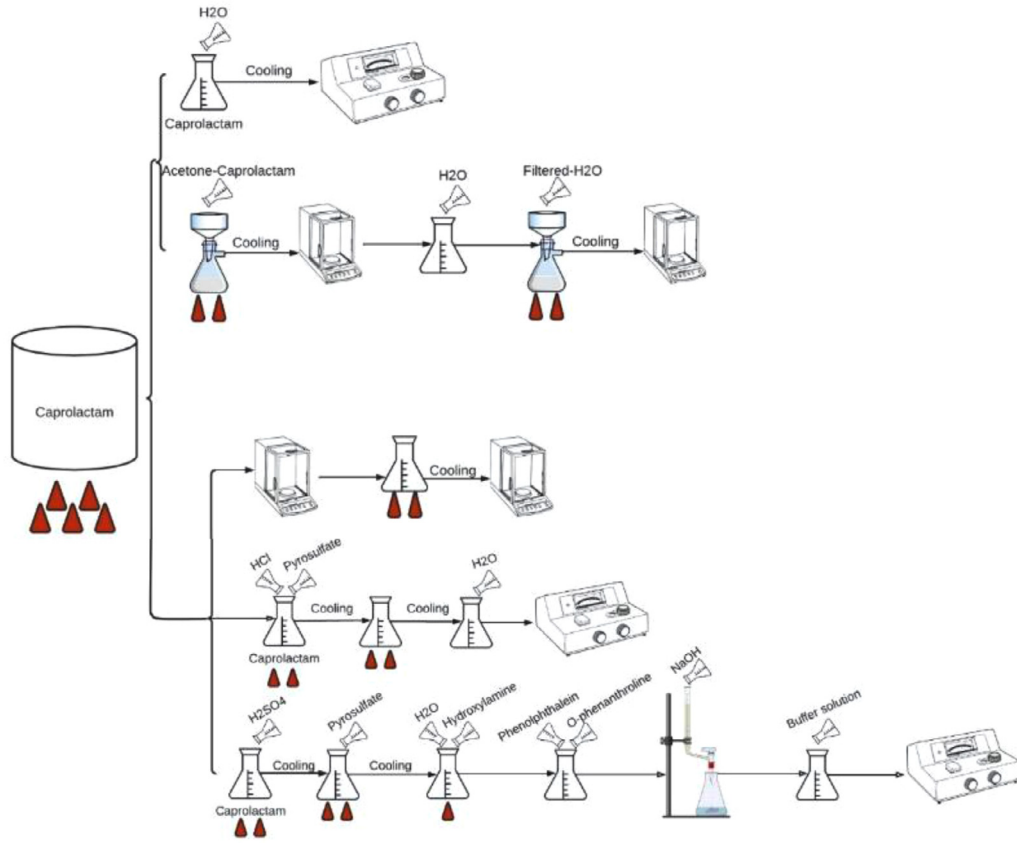 H2O
Cooling
Caprolactam
Acetone-Caprolactam
Cooling
H2O
Filtered-H2O
Cooling
Caprolactam
Cooling
HCl
Pyrosulfate
Cooling
Cooling
H2O
Caprolactam
H2SO4
Pyrosulfate
H2O
Hydroxylamine
Phenolphthalein
O-phenanthroline
NaOH
Buffer solution
Cooling
Cooling
Caprolactam